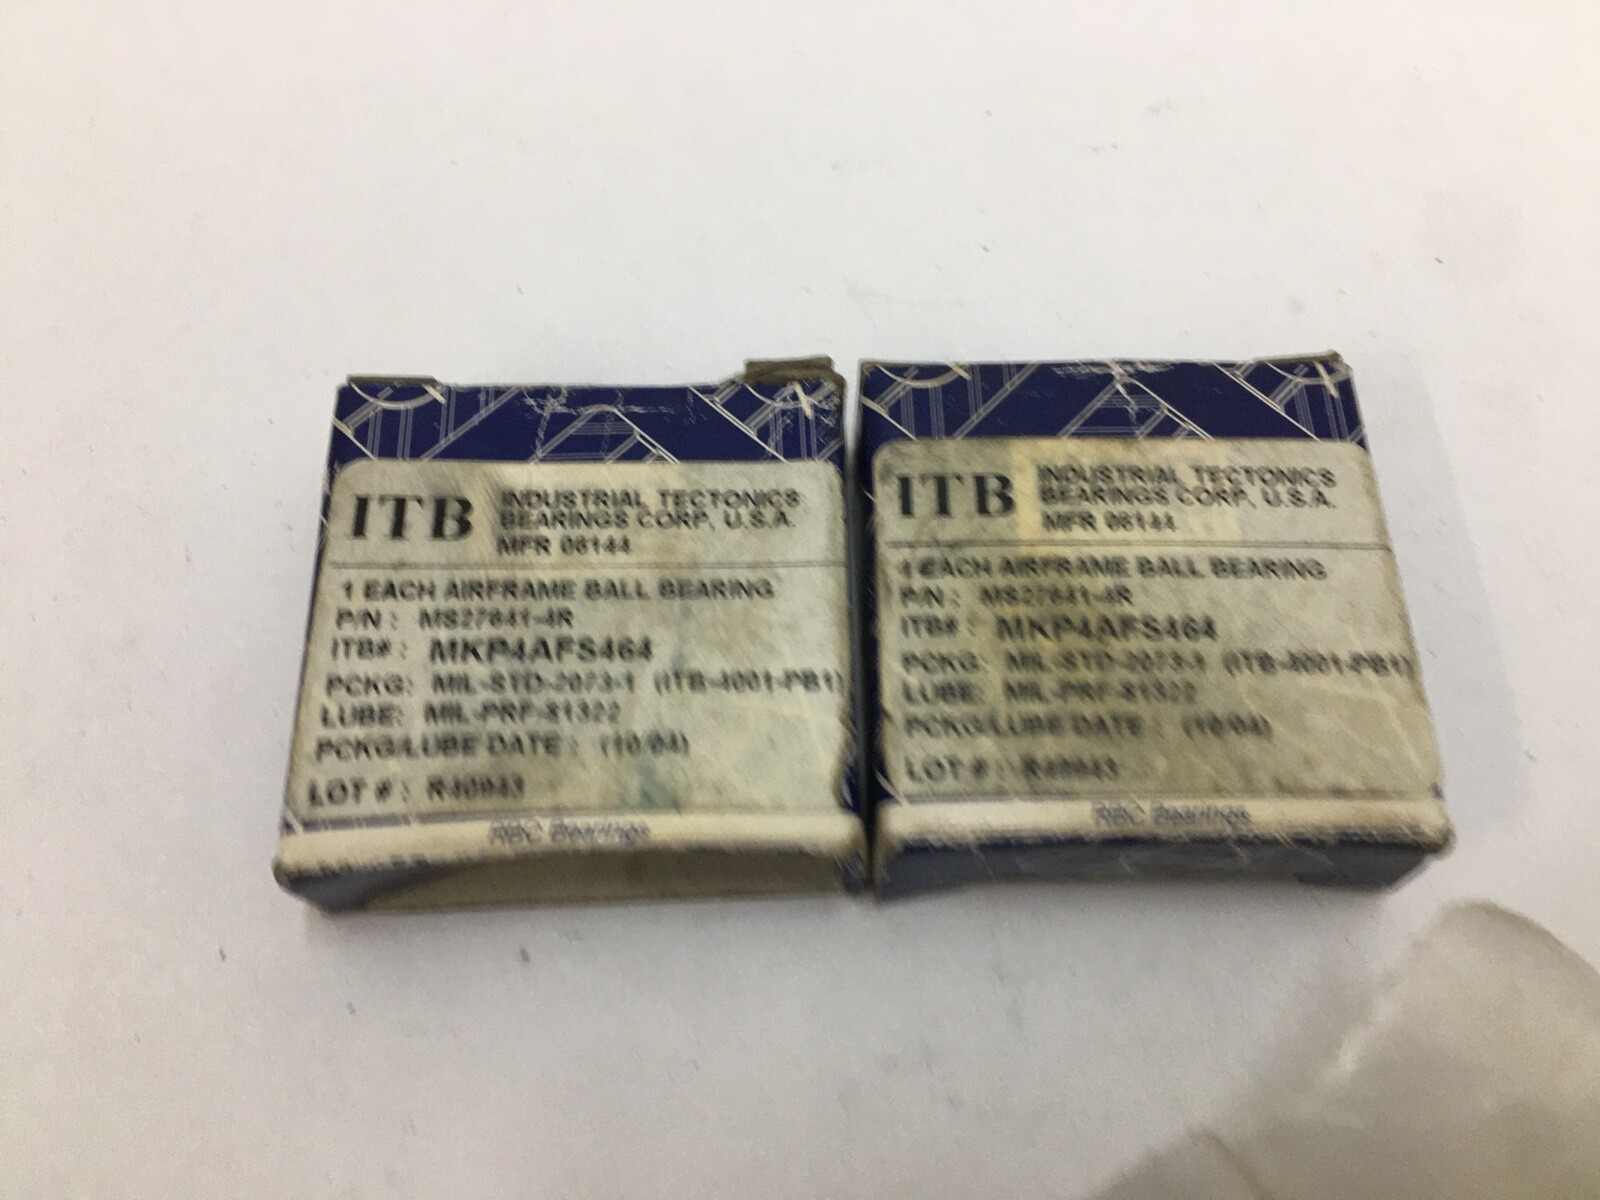 ITB
INDUSTRIAL TECTONICS
BEARINGS CORP, U.S.A.
MFR 06144
1 EACH AIRFRAME BALL BEARING
P/N : MS27641-4R
ITB# : MKP4AFS464
PCKG: MIL-STD-2073-1 (ITB-4001-PB1)
LUBE: MIL-PRF-81322
PCKG/LUBE DATE : (10/04)
LOT # : R40943
RBC Bearings
ITB
INDUSTRIAL TECTONICS
BEARINGS CORP, U.S.A.
MFR 06144
1 EACH AIRFRAME BALL BEARING
P/N : MS27641-4R
ITB# : MKP4AFS464
PCKG: MIL-STD-2073-1 (ITB-4001-PB1)
LUBE: MIL-PRF-81322
PCKG/LUBE DATE : (10/04)
LOT # : R40943
RBC Bearings